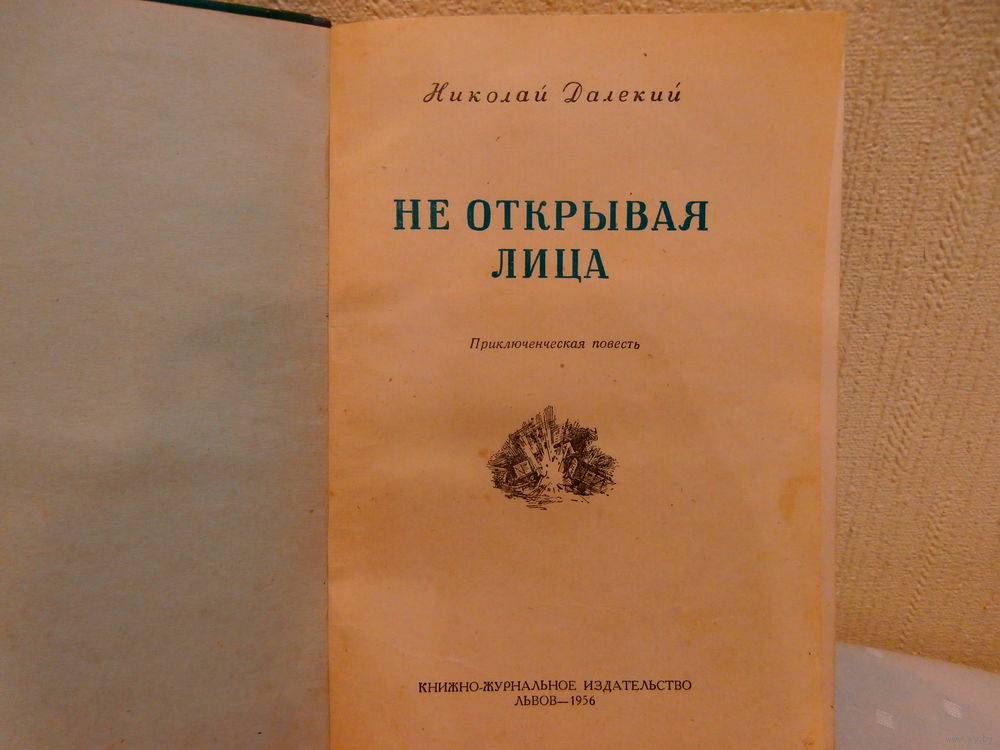 Николай Далекий
НЕ ОТКРЫВАЯ
ЛИЦА
Приключенческая повесть
КНИЖНО-ЖУРНАЛЬНОЕ ИЗДАТЕЛЬСТВО
ЛЬВОВ—1956